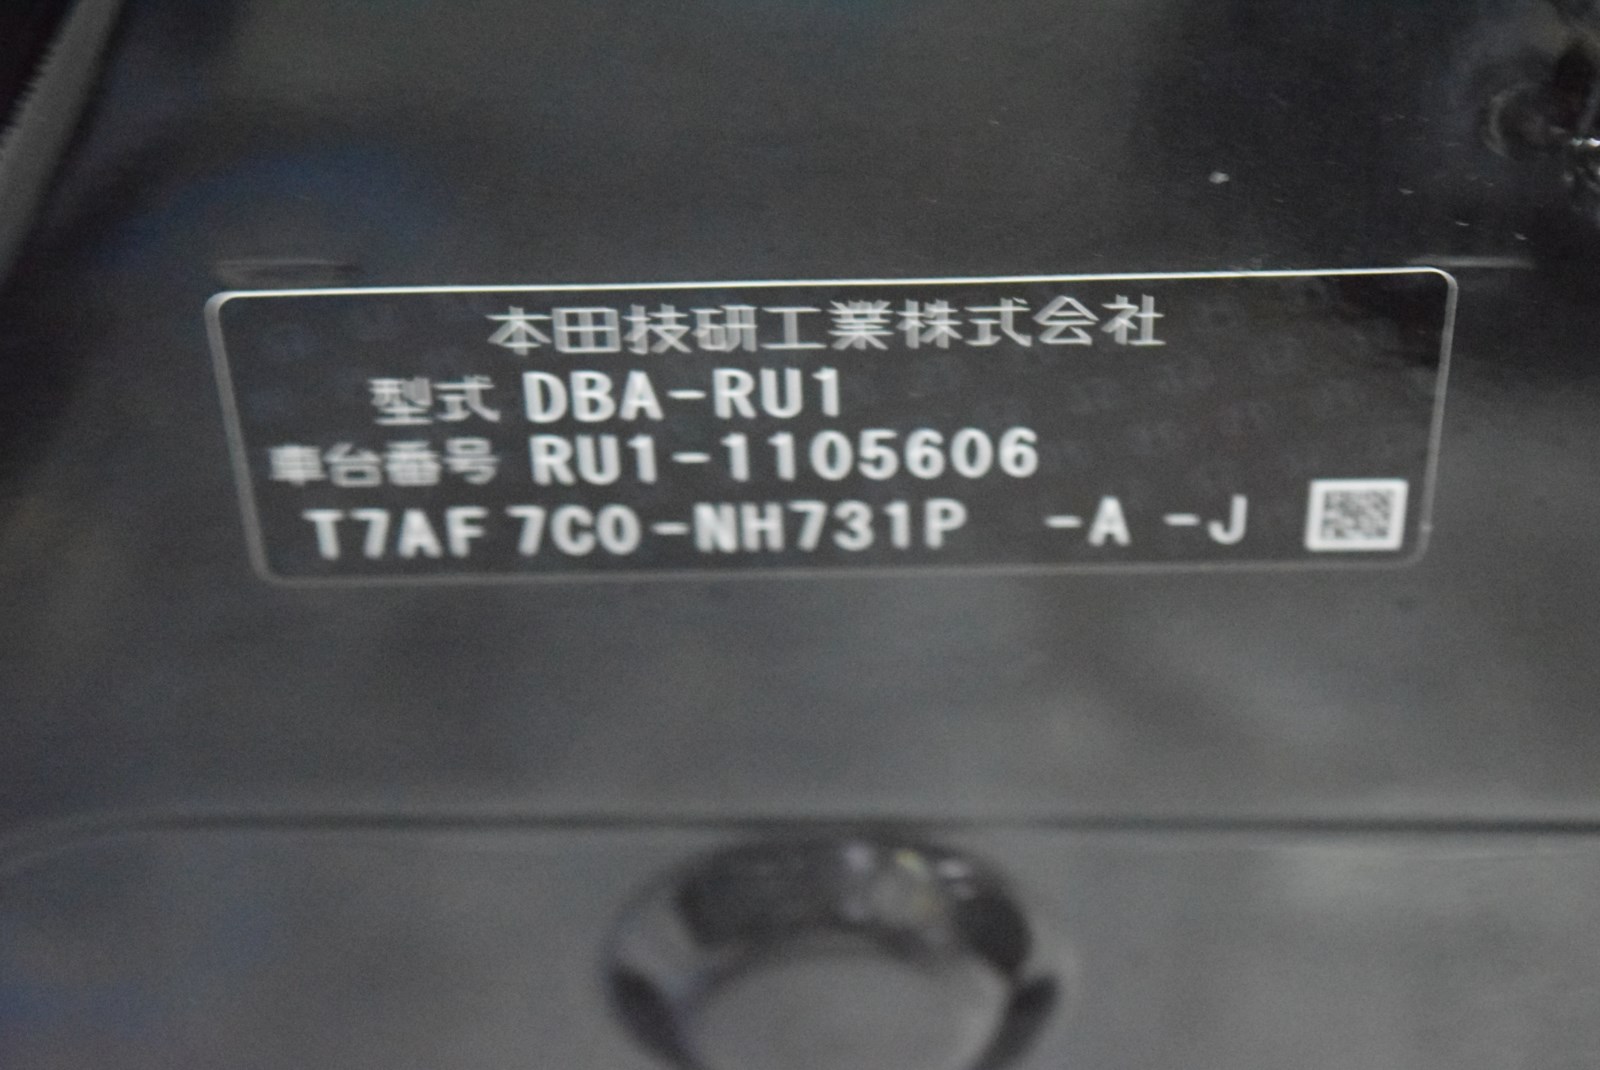 本田技研工業株式会社
型式 DBA-RU1
車台番号 RU1-1105606
T7AF 7C0-NH731P -A -J